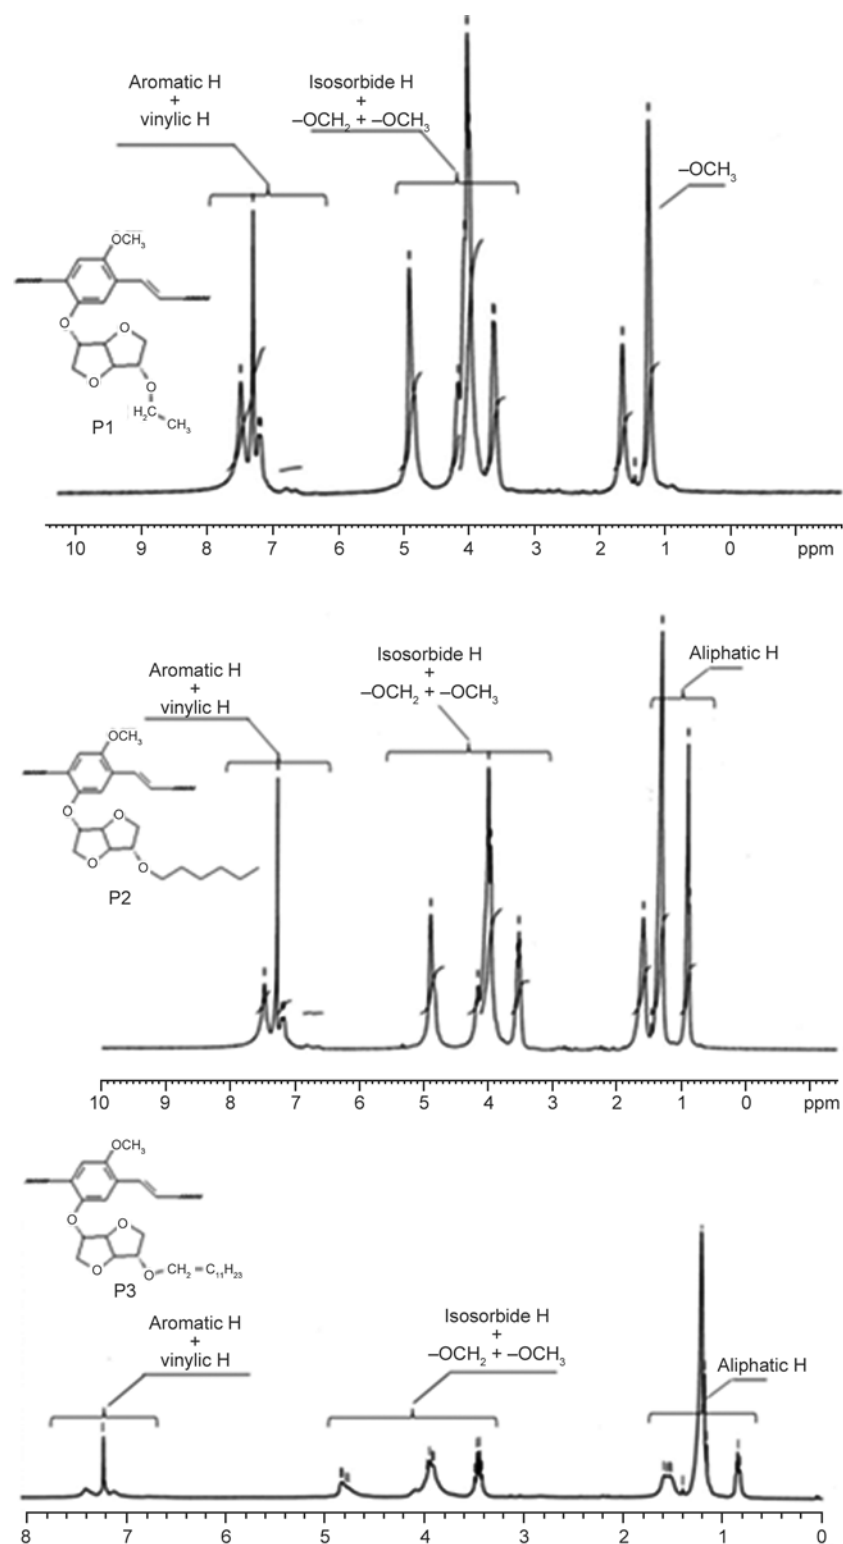 Aromatic H
+
vinylic H
Isosorbide H
+
–OCH2 + –OCH3
–OCH3
OCH3
O
O
O
O
H2C
CH3
P1
10 9 8 7 6 5 4 3 2 1 0 ppm
Aromatic H
+
vinylic H
Isosorbide H
+
–OCH2 + –OCH3
Aliphatic H
OCH3
O
O
O
O
P2
10 9 8 7 6 5 4 3 2 1 0 ppm
OCH3
O
O
O
O CH2 C11H23
P3
Aromatic H
+
vinylic H
Isosorbide H
+
–OCH2 + –OCH3
Aliphatic H
8 7 6 5 4 3 2 1 0